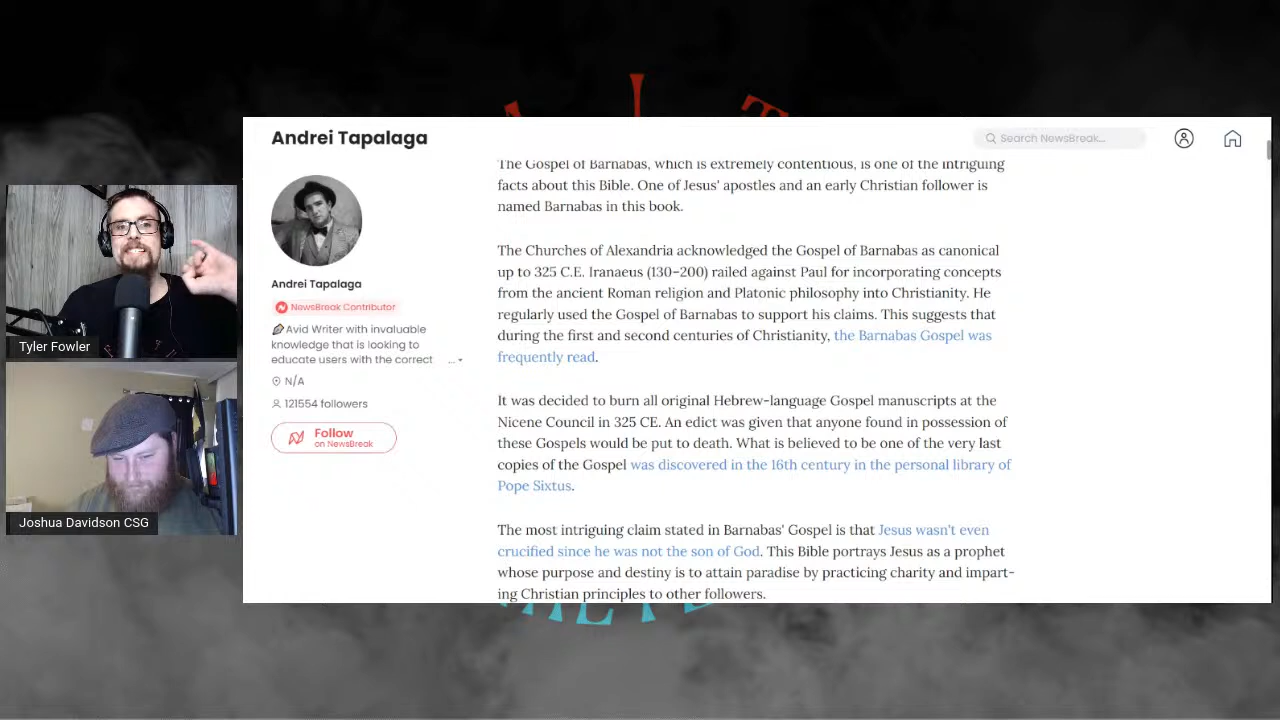 Andrei Tapalaga
Search NewsBreak...
Andrei Tapalaga
NewsBreak Contributor
Avid Writer with invaluable
knowledge that is looking to
educate users with the correct ...
N/A
121554 followers
Follow
on NewsBreak
The Gospel of Barnabas, which is extremely contentious, is one of the intriguing
facts about this Bible. One of Jesus' apostles and an early Christian follower is
named Barnabas in this book.
The Churches of Alexandria acknowledged the Gospel of Barnabas as canonical
up to 325 C.E. Iranaeus (130–200) railed against Paul for incorporating concepts
from the ancient Roman religion and Platonic philosophy into Christianity. He
regularly used the Gospel of Barnabas to support his claims. This suggests that
during the first and second centuries of Christianity, the Barnabas Gospel was
frequently read.
It was decided to burn all original Hebrew-language Gospel manuscripts at the
Nicene Council in 325 CE. An edict was given that anyone found in possession of
these Gospels would be put to death. What is believed to be one of the very last
copies of the Gospel was discovered in the 16th century in the personal library of
Pope Sixtus.
The most intriguing claim stated in Barnabas' Gospel is that Jesus wasn't even
crucified since he was not the son of God. This Bible portrays Jesus as a prophet
whose purpose and destiny is to attain paradise by practicing charity and impart-
ing Christian principles to other followers.
Tyler Fowler
Joshua Davidson CSG